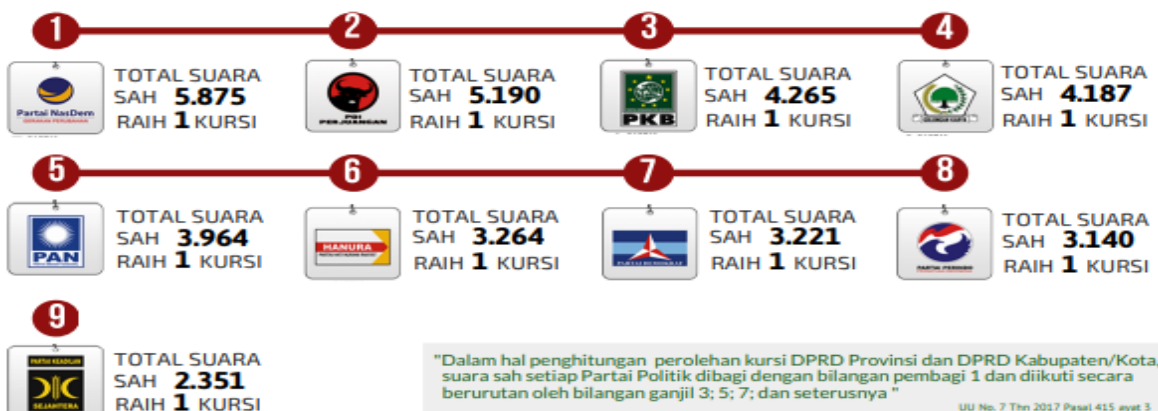 1
2
3
4
Partai NasDem
GERAKAN PERUBAHAN
TOTAL SUARA
SAH 5.875
RAIH 1 KURSI
PDI
PERJUANGAN
TOTAL SUARA
SAH 5.190
RAIH 1 KURSI
PKB
TOTAL SUARA
SAH 4.265
RAIH 1 KURSI
TOTAL SUARA
SAH 4.187
RAIH 1 KURSI
5
6
7
8
PAN
TOTAL SUARA
SAH 3.964
RAIH 1 KURSI
HANURA
TOTAL SUARA
SAH 3.264
RAIH 1 KURSI
PARTAI DEMOKRAT
TOTAL SUARA
SAH 3.221
RAIH 1 KURSI
PARTAI PERINDO
TOTAL SUARA
SAH 3.140
RAIH 1 KURSI
9
PARTAI KEADILAN
SEJAHTERA
TOTAL SUARA
SAH 2.351
RAIH 1 KURSI
"Dalam hal penghitungan perolehan kursi DPRD Provinsi dan DPRD Kabupaten/Kota,
suara sah setiap Partai Politik dibagi dengan bilangan pembagi 1 dan diikuti secara
berurutan oleh bilangan ganjil 3; 5; 7; dan seterusnya "
UU No. 7 Thn 2017 Pasal 415 ayat 3